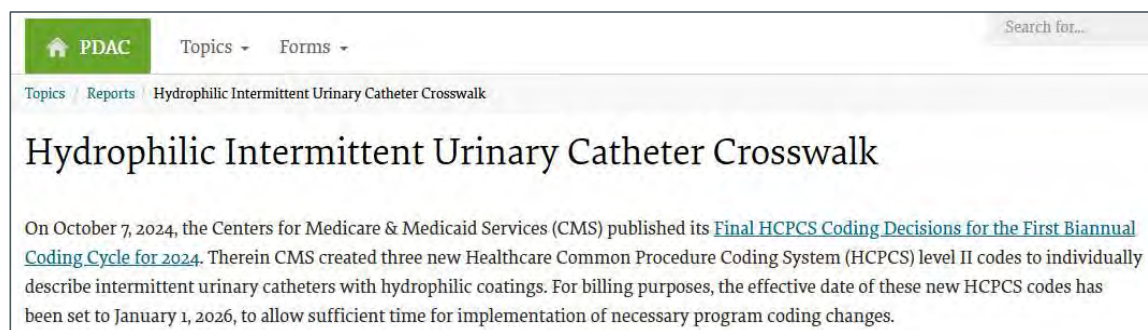 PDAC Topics Forms Search for...
Topics / Reports / Hydrophilic Intermittent Urinary Catheter Crosswalk
Hydrophilic Intermittent Urinary Catheter Crosswalk
On October 7, 2024, the Centers for Medicare & Medicaid Services (CMS) published its Final HCPCS Coding Decisions for the First Biannual
Coding Cycle for 2024. Therein CMS created three new Healthcare Common Procedure Coding System (HCPCS) level II codes to individually
describe intermittent urinary catheters with hydrophilic coatings. For billing purposes, the effective date of these new HCPCS codes has
been set to January 1, 2026, to allow sufficient time for implementation of necessary program coding changes.